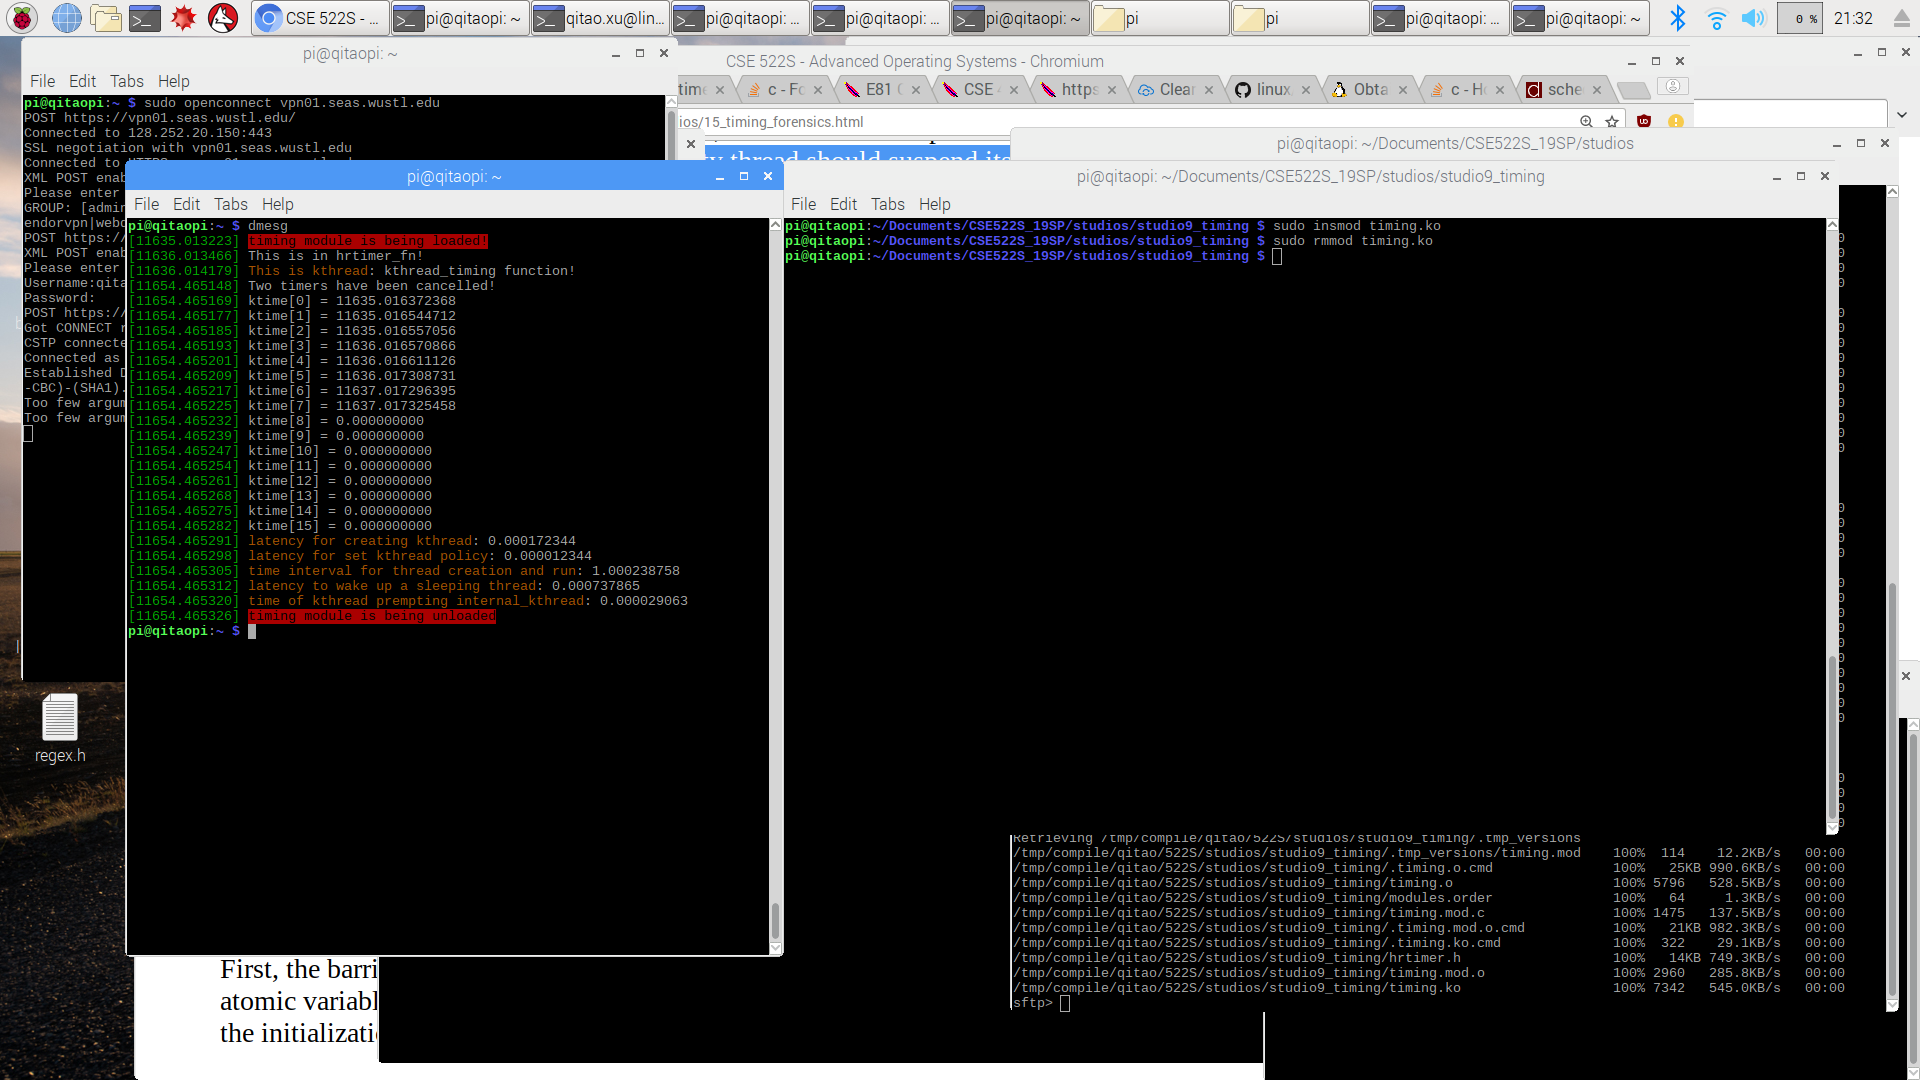 CSE 522S - ...
pi@qitaopi: ~
qitao.xu@lin...
pi@qitaopi: ...
pi@qitaopi: ...
pi@qitaopi: ~
pi
pi
pi@qitaopi: ...
pi@qitaopi: ~
0 %
21:32
pi@qitaopi: ~
File Edit Tabs Help
pi@qitaopi:~ $ sudo openconnect vpn01.seas.wustl.edu
POST https://vpn01.seas.wustl.edu/
Connected to 128.252.20.150:443
SSL negotiation with vpn01.seas.wustl.edu
Connected to
XML POST enab
Please enter
GROUP: [admin
endorvpn|webc
POST https://
XML POST enab
Please enter
Username:qita
Password:
POST https://
Got CONNECT r
CSTP connecte
Connected as
Established D
-CBC)-(SHA1).
Too few argum
Too few argum
CSE 522S - Advanced Operating Systems - Chromium
time
c - Fo
E81 C
CSE 4
https
Clear
linux
Obta
c - Ho
sche
ios/15_timing_forensics.html
y thread should suspend its
pi@qitaopi: ~/Documents/CSE522S_19SP/studios
pi@qitaopi: ~
File Edit Tabs Help
pi@qitaopi:~ $ dmesg
[11635.013223] timing module is being loaded!
[11636.013466] This is in hrtimer_fn!
[11636.014179] This is kthread: kthread_timing function!
[11654.465148] Two timers have been cancelled!
[11654.465169] ktime[0] = 11635.016372368
[11654.465177] ktime[1] = 11635.016544712
[11654.465185] ktime[2] = 11635.016557056
[11654.465193] ktime[3] = 11636.016570866
[11654.465201] ktime[4] = 11636.016611126
[11654.465209] ktime[5] = 11636.017308731
[11654.465217] ktime[6] = 11637.017296395
[11654.465225] ktime[7] = 11637.017325458
[11654.465232] ktime[8] = 0.000000000
[11654.465239] ktime[9] = 0.000000000
[11654.465247] ktime[10] = 0.000000000
[11654.465254] ktime[11] = 0.000000000
[11654.465261] ktime[12] = 0.000000000
[11654.465268] ktime[13] = 0.000000000
[11654.465275] ktime[14] = 0.000000000
[11654.465282] ktime[15] = 0.000000000
[11654.465291] latency for creating kthread: 0.000172344
[11654.465298] latency for set kthread policy: 0.000012344
[11654.465305] time interval for thread creation and run: 1.000238758
[11654.465312] latency to wake up a sleeping thread: 0.000737865
[11654.465320] time of kthread prempting internal_kthread: 0.000029063
[11654.465326] timing module is being unloaded
pi@qitaopi:~ $
pi@qitaopi: ~/Documents/CSE522S_19SP/studios/studio9_timing
File Edit Tabs Help
pi@qitaopi:~/Documents/CSE522S_19SP/studios/studio9_timing $ sudo insmod timing.ko
pi@qitaopi:~/Documents/CSE522S_19SP/studios/studio9_timing $ sudo rmmod timing.ko
pi@qitaopi:~/Documents/CSE522S_19SP/studios/studio9_timing $
regex.h
Retrieving /tmp/compile/qitao/522S/studios/studio9_timing/.tmp_versions
/tmp/compile/qitao/522S/studios/studio9_timing/.tmp_versions/timing.mod 100% 114 12.2KB/s 00:00
/tmp/compile/qitao/522S/studios/studio9_timing/.timing.o.cmd 100% 25KB 990.6KB/s 00:00
/tmp/compile/qitao/522S/studios/studio9_timing/timing.o 100% 5796 528.5KB/s 00:00
/tmp/compile/qitao/522S/studios/studio9_timing/modules.order 100% 64 1.3KB/s 00:00
/tmp/compile/qitao/522S/studios/studio9_timing/timing.mod.c 100% 1475 137.5KB/s 00:00
/tmp/compile/qitao/522S/studios/studio9_timing/.timing.mod.o.cmd 100% 21KB 982.3KB/s 00:00
/tmp/compile/qitao/522S/studios/studio9_timing/.timing.ko.cmd 100% 322 29.1KB/s 00:00
/tmp/compile/qitao/522S/studios/studio9_timing/hrtimer.h 100% 14KB 749.3KB/s 00:00
/tmp/compile/qitao/522S/studios/studio9_timing/timing.mod.o 100% 2960 285.8KB/s 00:00
/tmp/compile/qitao/522S/studios/studio9_timing/timing.ko 100% 7342 545.0KB/s 00:00
sftp>
First, the barri
atomic variabl
the initializati